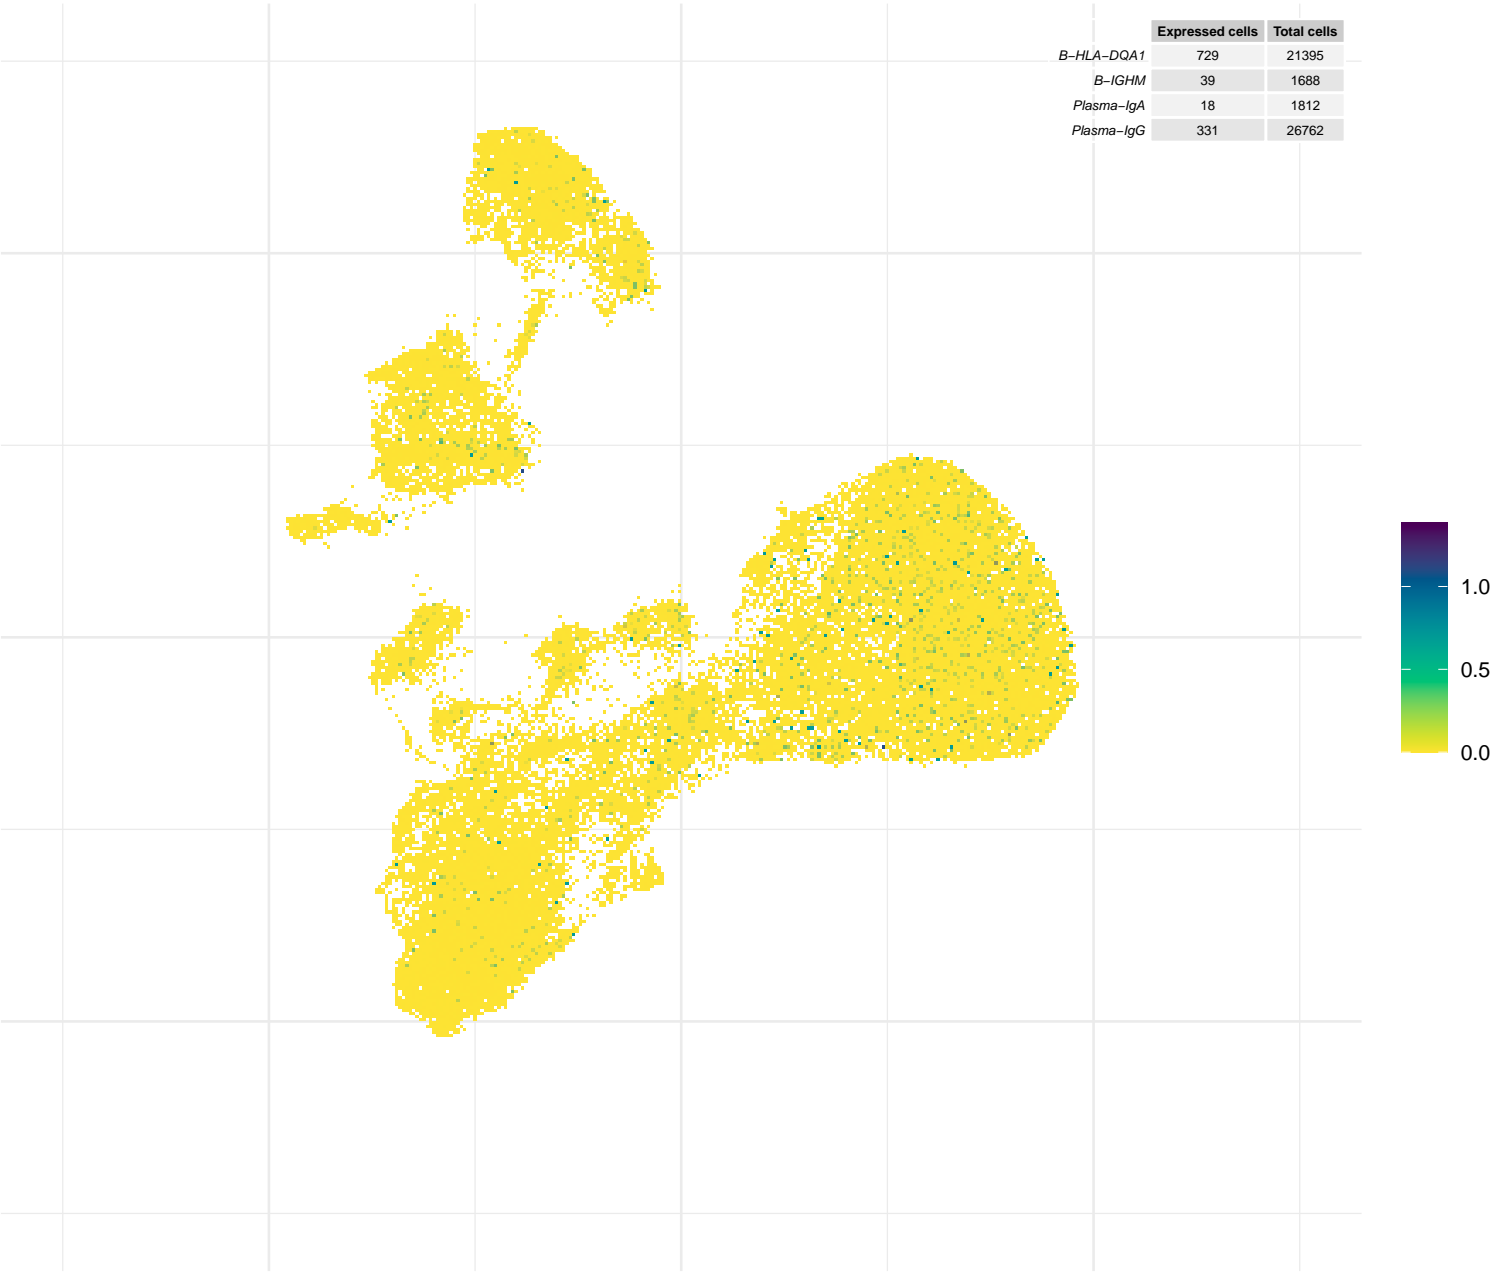 Expressed cells Total cells
B-HLA-DQA1 729 21395
B-IGHM 39 1688
Plasma-IgA 18 1812
Plasma-IgG 331 26762
1.0
0.5
0.0